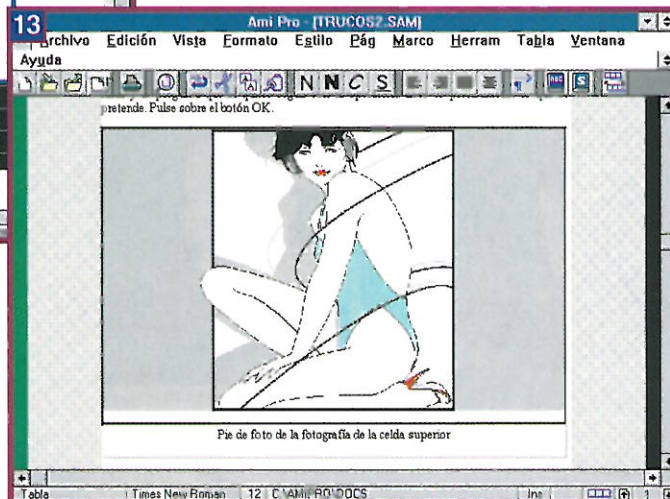 13
Ami Pro - [TRUCOS2.SAM]
Archivo Edición Vista Formato Estilo Pág Marco Herram Tabla Ventana
Ayuda
N N C S
pretende. Pulse sobre el botón OK.
Pie de foto de la fotografía de la celda superior
Tabla Times New Roman 12 C:\AMIPRO\DOCS Ins